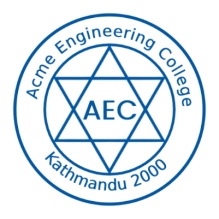 Acme Engineering College
AEC
Kathmandu 2000